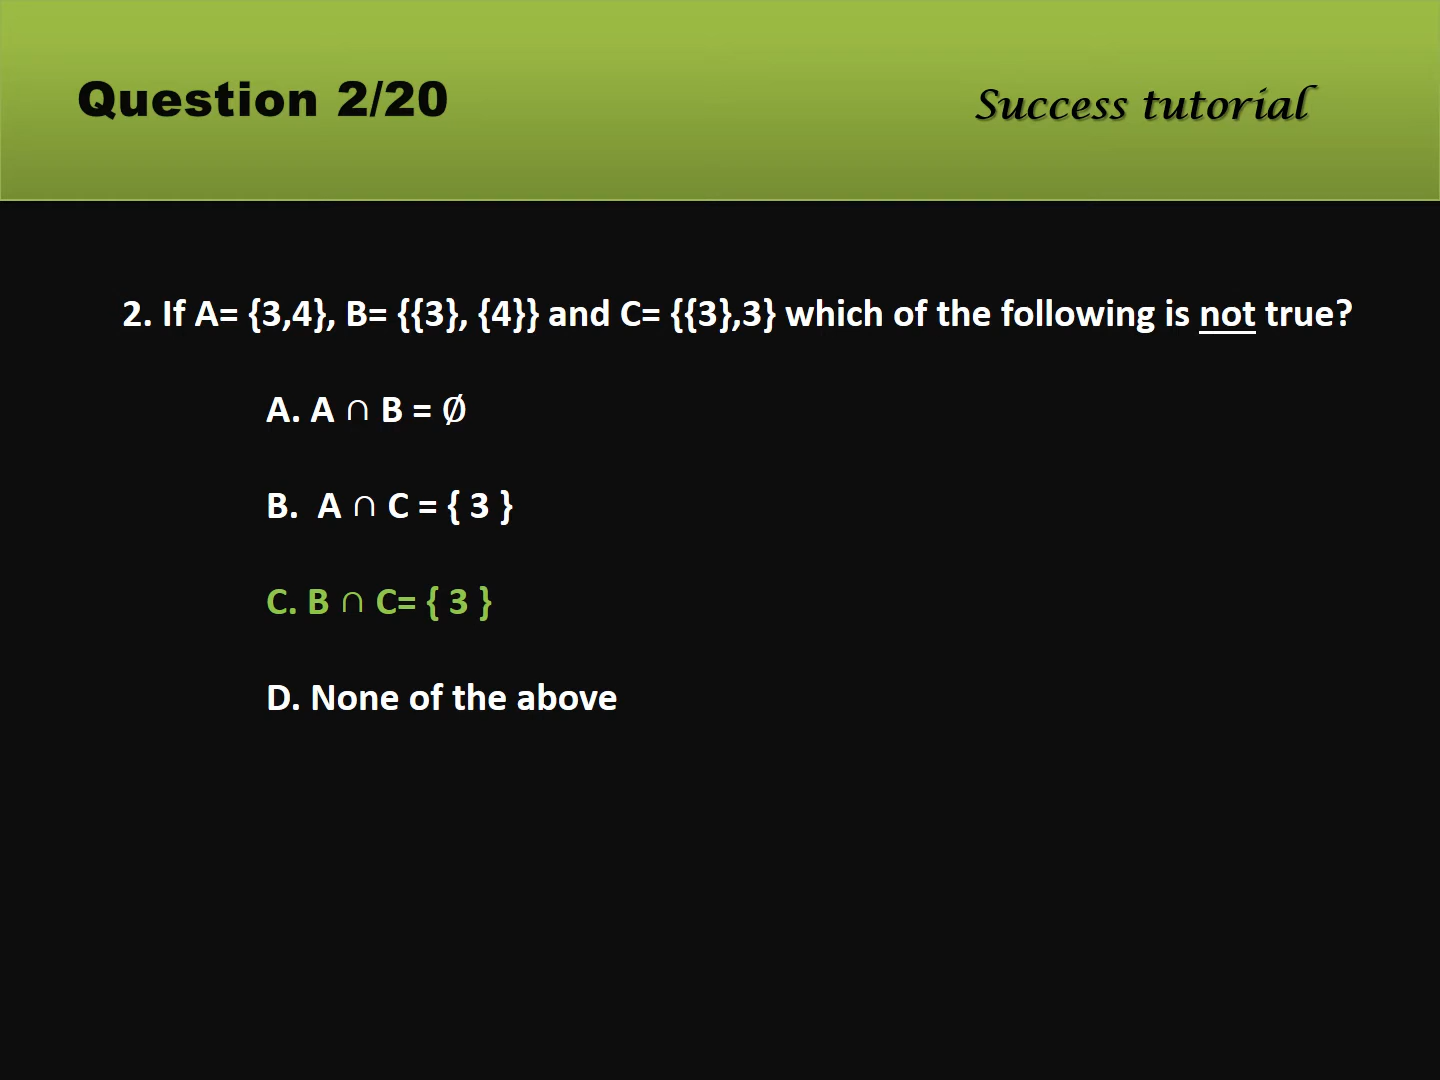 Question 2/20
Success tutorial
2. If A= {3,4}, B= {{3}, {4}} and C= {{3},3} which of the following is not true?
A. A ∩ B = ∅
B. A ∩ C = { 3 }
C. B ∩ C= { 3 }
D. None of the above